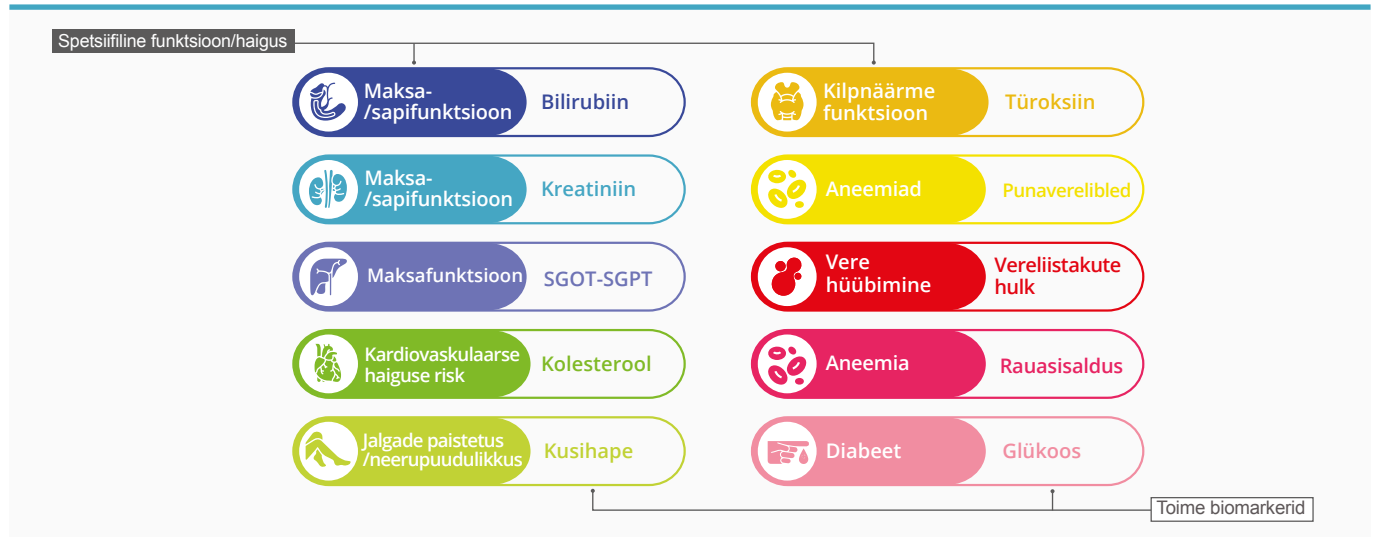 Spetsiifiline funktsioon/haigus
Maksa-
/sapifunktsioon
Bilirubiin
Maksa-
/sapifunktsioon
Kreatiniin
Maksafunktsioon
SGOT-SGPT
Kardiovaskulaarse
haiguse risk
Kolesterool
Jalgade paistetus
/neerupuudulikkus
Kusihape
Kilpnäärme
funktsioon
Türoksiin
Aneemiad
Punaverelibled
Vere
hüübimine
Vereliistakute
hulk
Aneemia
Rauasisaldus
Diabeet
Glükoos
Toime biomarkerid